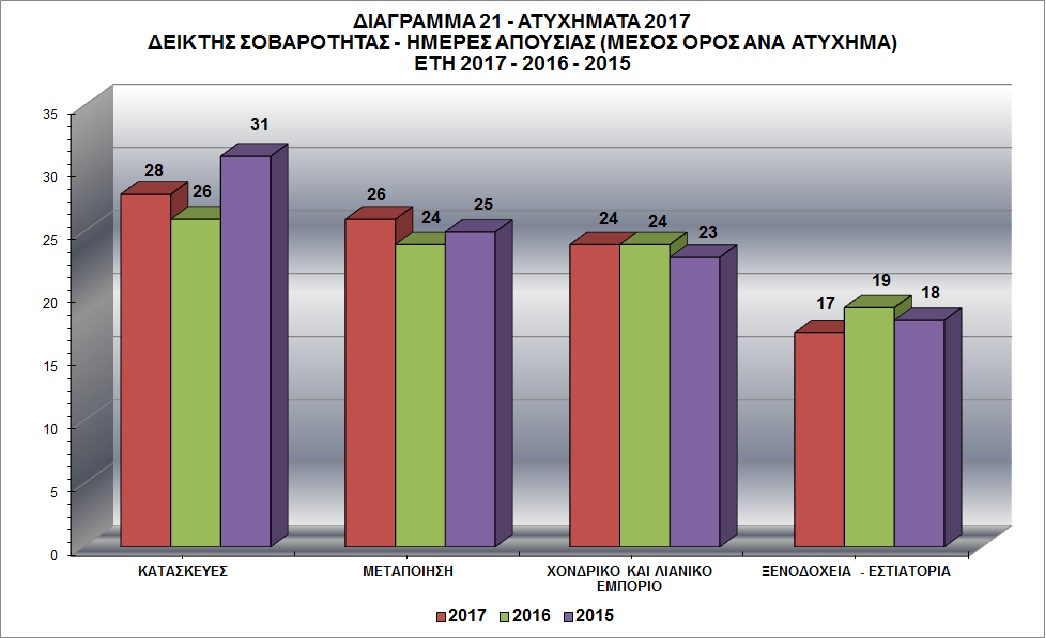 ΔΙΑΓΡΑΜΜΑ 21 - ΑΤΥΧΗΜΑΤΑ 2017
ΔΕΙΚΤΗΣ ΣΟΒΑΡΟΤΗΤΑΣ - ΗΜΕΡΕΣ ΑΠΟΥΣΙΑΣ (ΜΕΣΟΣ ΟΡΟΣ ΑΝΑ ΑΤΥΧΗΜΑ)
ΕΤΗ 2017 - 2016 - 2015
35
30
25
20
15
10
5
0
28
26
31
26
24
25
24
24
23
17
19
18
ΚΑΤΑΣΚΕΥΕΣ
ΜΕΤΑΠΟΙΗΣΗ
ΧΟΝΔΡΙΚΟ ΚΑΙ ΛΙΑΝΙΚΟ
ΕΜΠΟΡΙΟ
ΞΕΝΟΔΟΧΕΙΑ - ΕΣΤΙΑΤΟΡΙΑ
2017 2016 2015